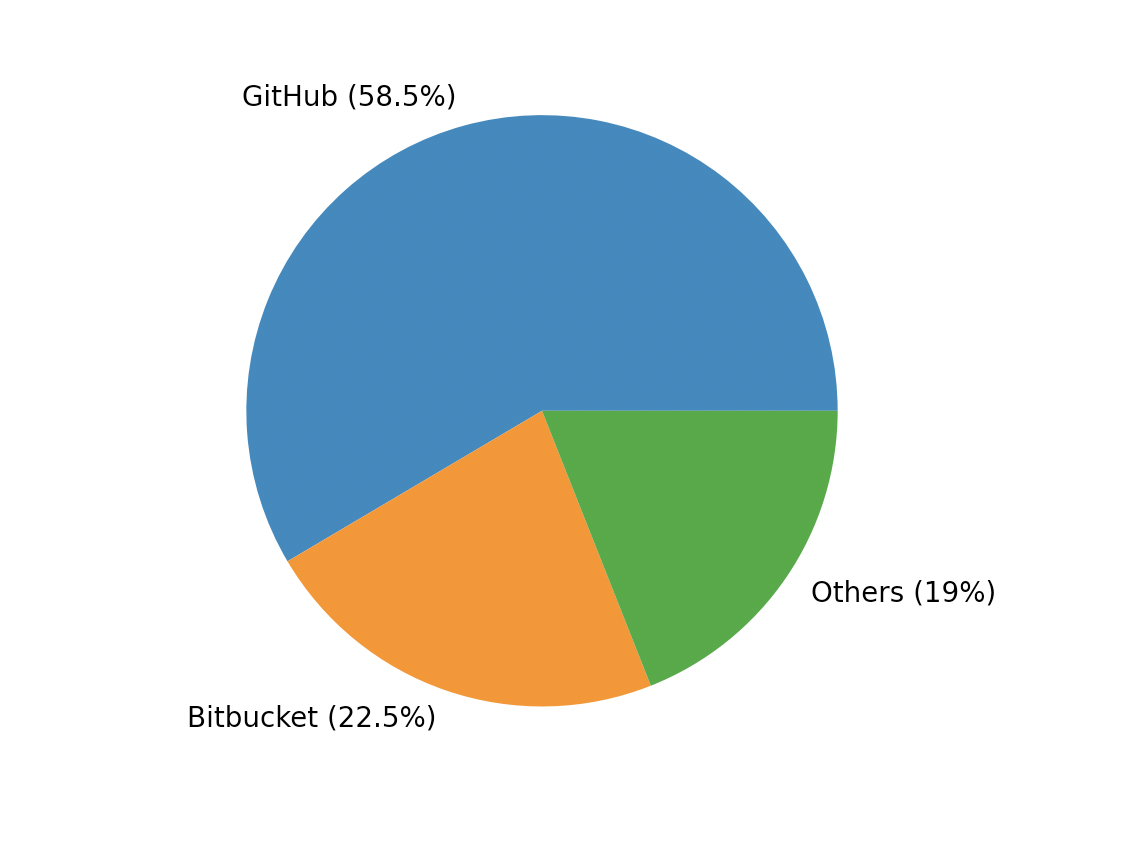 GitHub (58.5%)
Others (19%)
Bitbucket (22.5%)